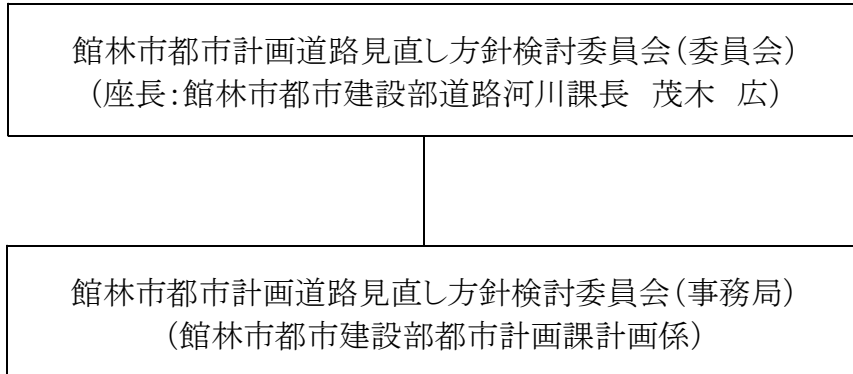 館林市都市計画道路見直し方針検討委員会(委員会)
(座長:館林市都市建設部道路河川課長　茂木　広)
館林市都市計画道路見直し方針検討委員会(事務局)
(館林市都市建設部都市計画課計画係)